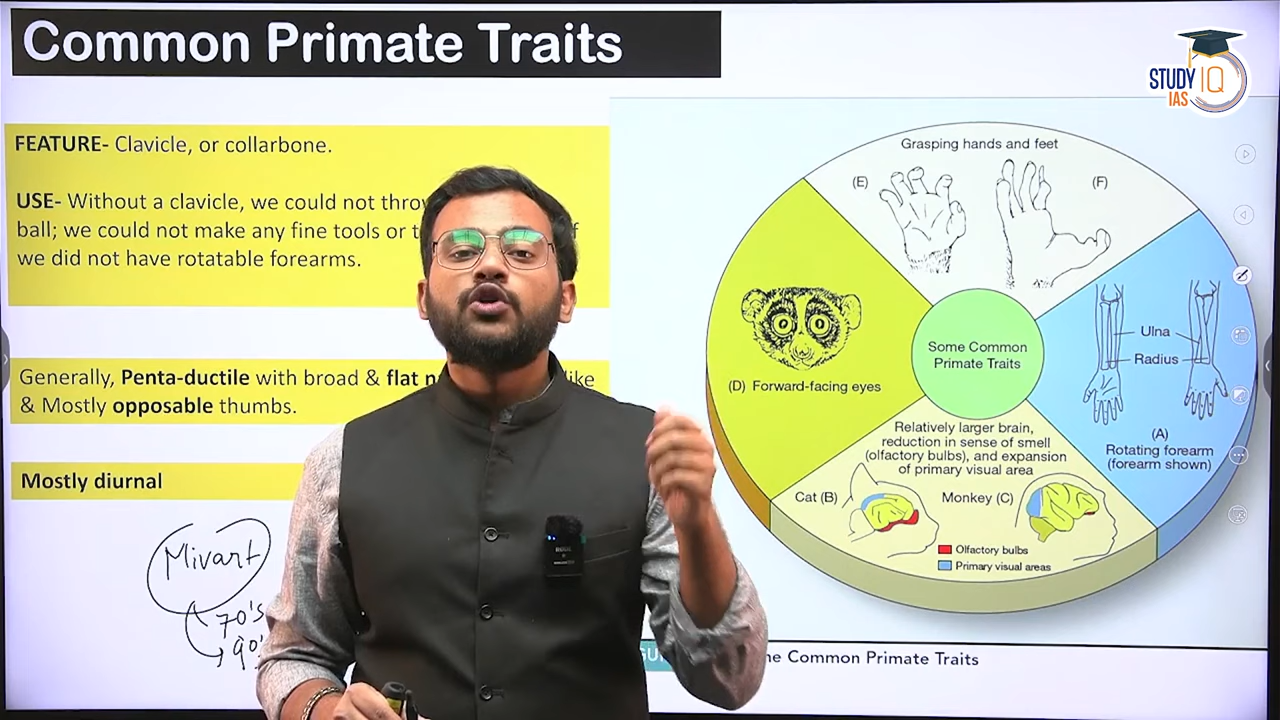 Common Primate Traits
STUDY IQ
IAS
FEATURE- Clavicle, or collarbone.
USE- Without a clavicle, we could not
ball; we could not make any fine tools or
we did not have rotatable forearms.
Generally, Penta-ductile with broad & flat
& Mostly opposable thumbs.
Mostly diurnal
Mivart
70's
90's
Grasping hands and feet
(E)
(F)
Some Common
Primate Traits
Ulna
Radius
(D) Forward-facing eyes
(A)
Rotating forearm
(forearm shown)
Relatively larger brain,
reduction in sense of smell
(olfactory bulbs), and expansion
of primary visual area
Cat (B)
Monkey (C)
Olfactory bulbs
Primary visual areas
Common Primate Traits